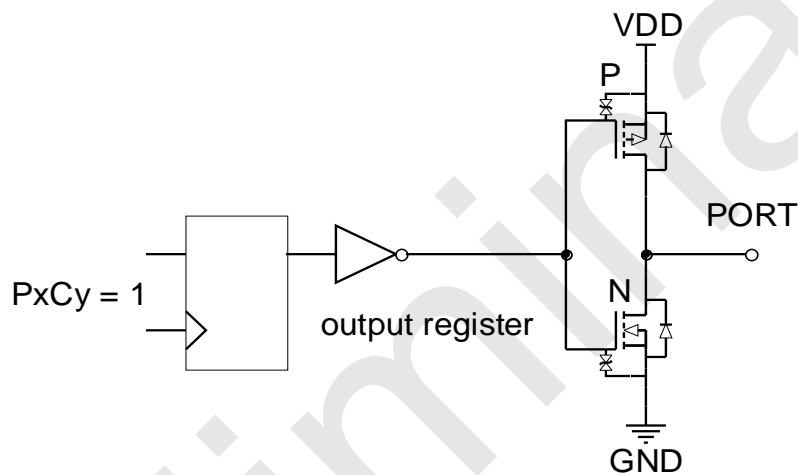 VDD
P
PORT
PxCy = 1
N
output register
GND